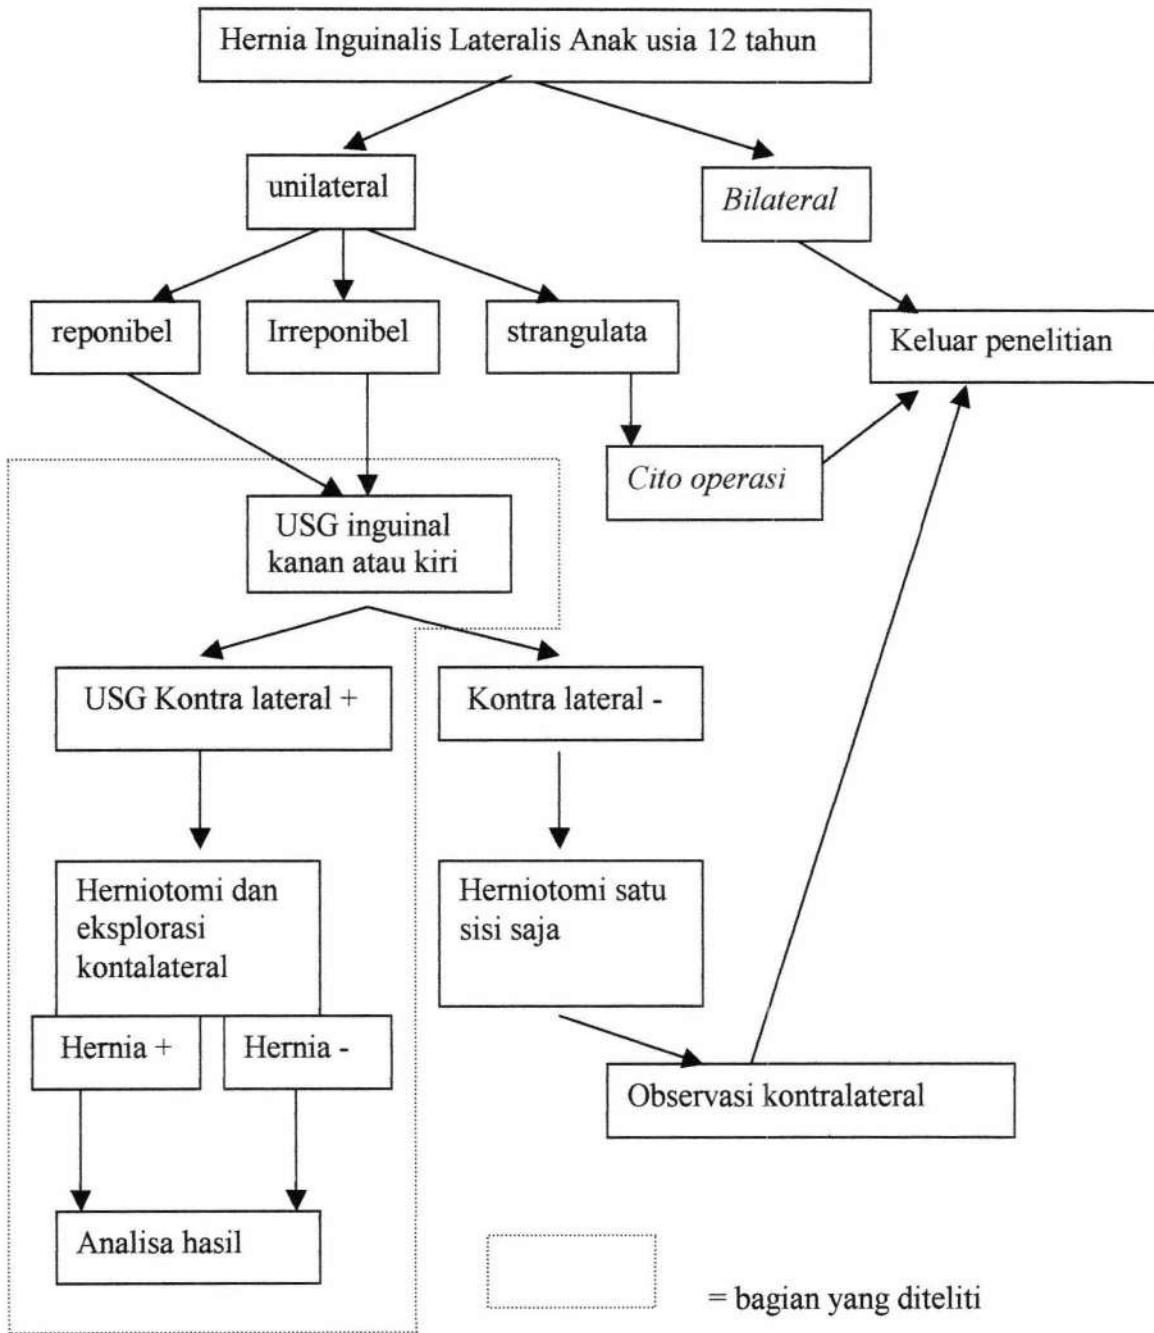 Hernia Inguinalis Lateralis Anak usia 12 tahun
unilateral
Bilateral
reponibel
Irreponibel
strangulata
Keluar penelitian
Cito operasi
USG inguinal
kanan atau kiri
USG Kontra lateral +
Kontra lateral -
Herniotomi dan
eksplorasi
kontalateral
Herniotomi satu
sisi saja
Hernia +
Hernia -
Observasi kontralateral
Analisa hasil
= bagian yang diteliti